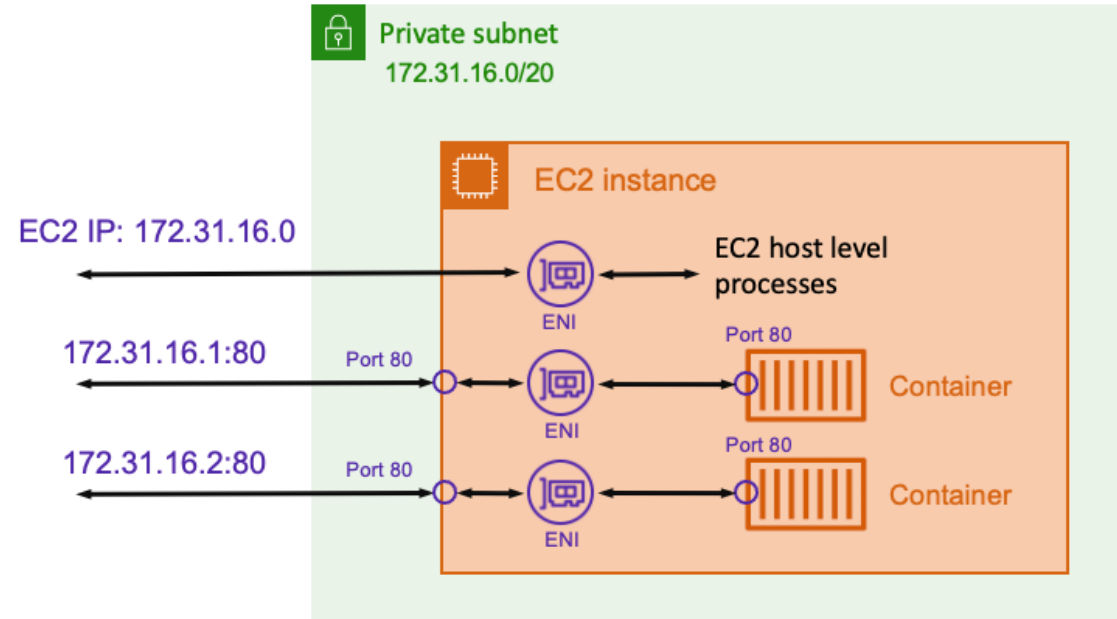 Private subnet
172.31.16.0/20
EC2 instance
EC2 IP: 172.31.16.0
EC2 host level
processes
ENI
172.31.16.1:80
Port 80
Port 80
Container
ENI
172.31.16.2:80
Port 80
Port 80
Container
ENI